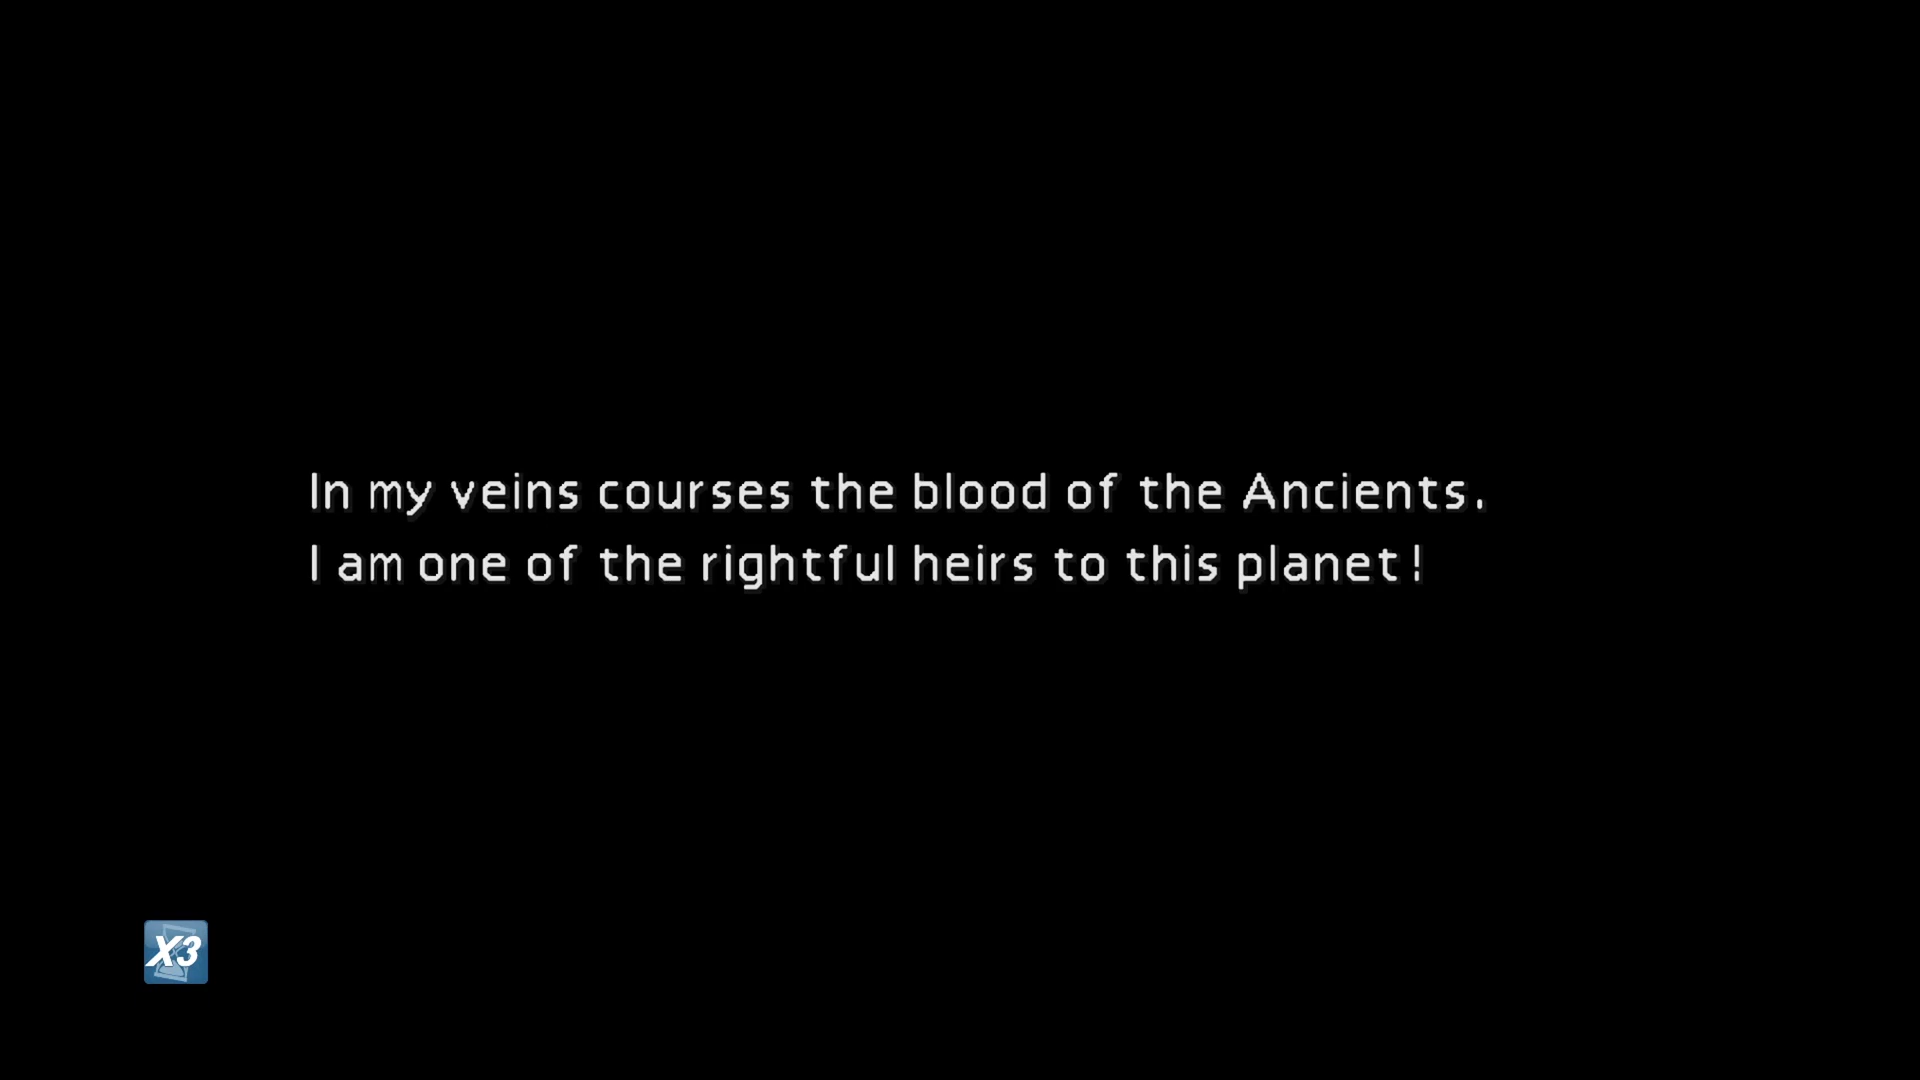 In my veins courses the blood of the Ancients.
I am one of the rightful heirs to this planet!
X3